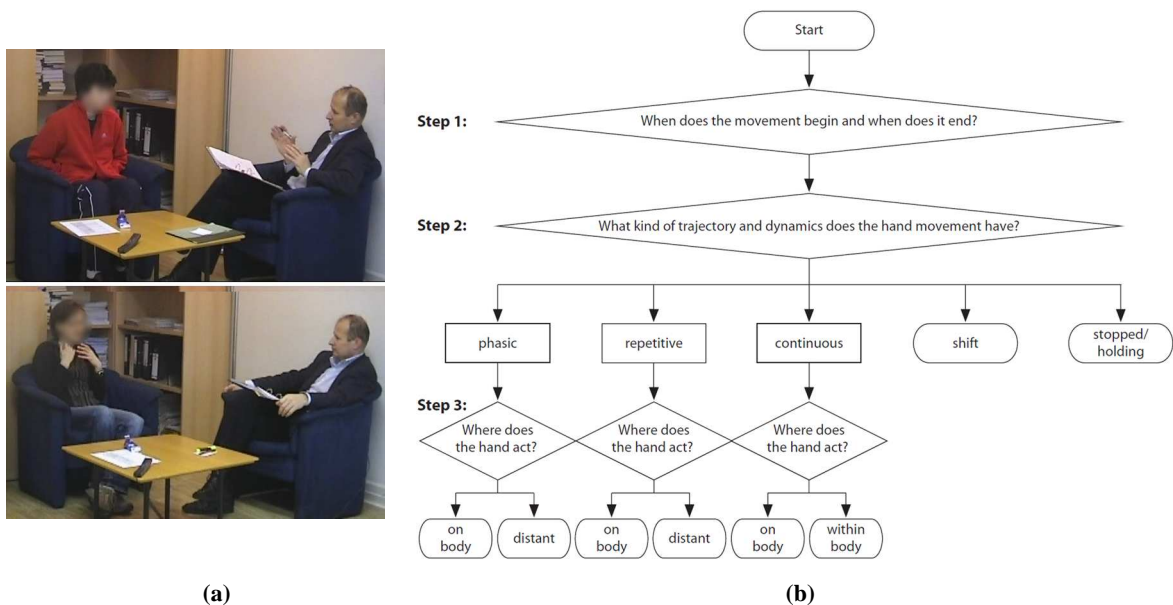 Start
Step 1:
When does the movement begin and when does it end?
Step 2:
What kind of trajectory and dynamics does the hand movement have?
phasic
repetitive
continuous
shift
stopped/
holding
Step 3:
Where does
the hand act?
Where does
the hand act?
Where does
the hand act?
on
body
distant
on
body
distant
on
body
within
body
(a)
(b)